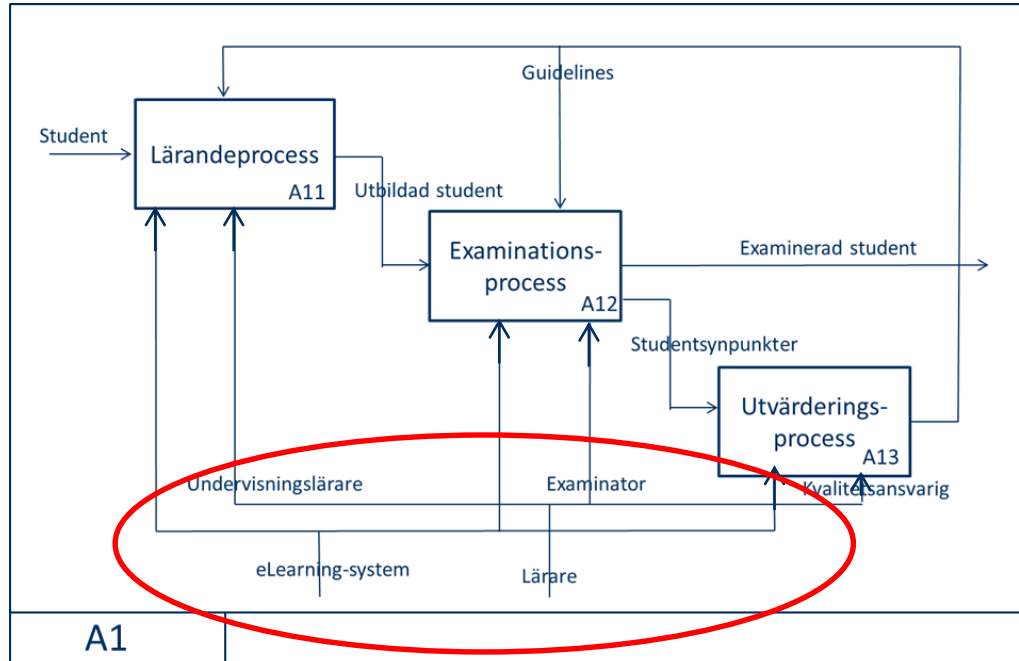 Guidelines
Student
Lärandeprocess
A11
Utbildad student
Examinations-
process
A12
Examinerad student
Studentsynpunkter
Utvärderings-
process
A13
Undervisningslärare
Examinator
Kvalitetsansvarig
eLearning-system
Lärare
A1